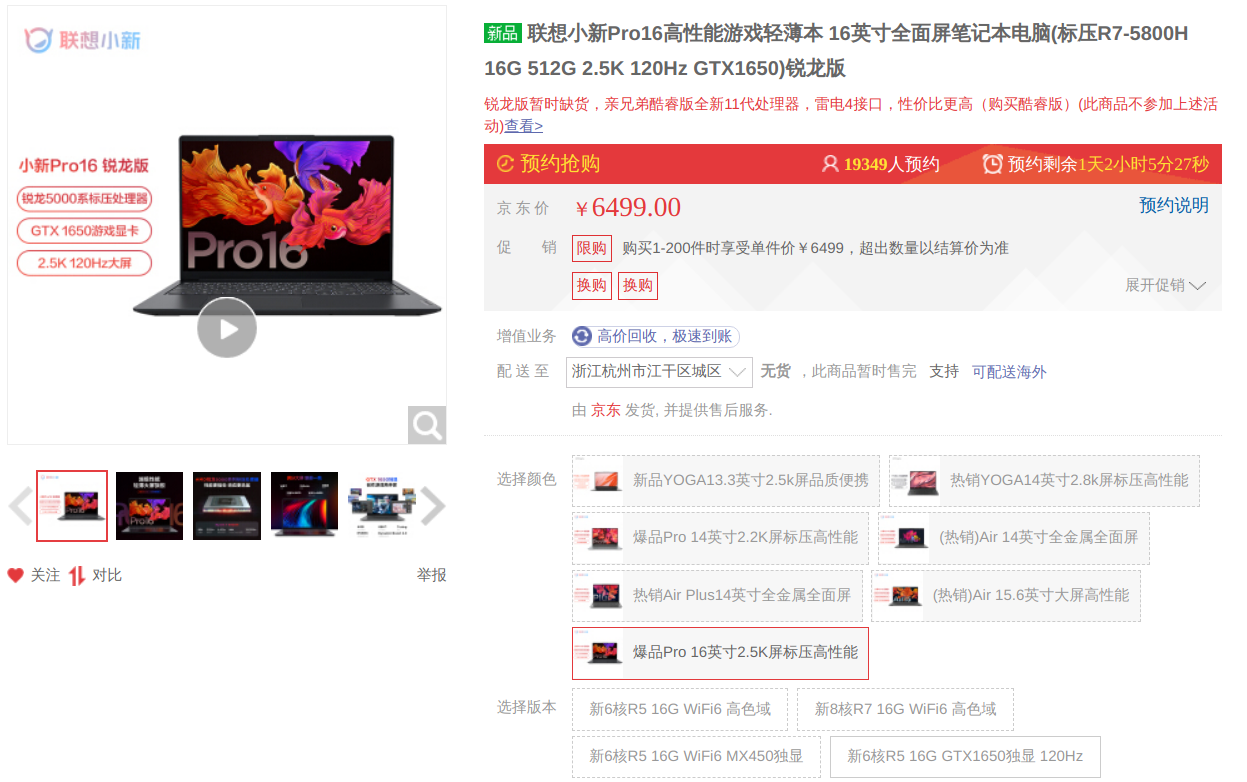 联想小新
小新Pro16 锐龙版
锐龙5000系标压处理器
GTX 1650游戏显卡
2.5K 120Hz大屏
Pro16
关注
对比
举报
新品 联想小新Pro16高性能游戏轻薄本 16英寸全面屏笔记本电脑(标压R7-5800H
16G 512G 2.5K 120Hz GTX1650)锐龙版
锐龙版暂时缺货，亲兄弟酷睿版全新11代处理器，雷电4接口，性价比更高（购买酷睿版）(此商品不参加上述活
动)查看>
预约抢购 19349人预约 预约剩余1天2小时5分27秒
京 东 价 ￥6499.00 预约说明
促 销 限购 购买1-200件时享受单件价￥6499，超出数量以结算价为准
换购 换购 展开促销
增值业务 高价回收，极速到账
配 送 至 浙江杭州市江干区城区 无货 ，此商品暂时售完 支持 可配送海外
由 京东 发货, 并提供售后服务.
选择颜色 新品YOGA13.3英寸2.5k屏品质便携 热销YOGA14英寸2.8k屏标压高性能
爆品Pro 14英寸2.2K屏标压高性能 (热销)Air 14英寸全金属全面屏
热销Air Plus14英寸全金属全面屏 (热销)Air 15.6英寸大屏高性能
爆品Pro 16英寸2.5K屏标压高性能
选择版本 新6核R5 16G WiFi6 高色域 新8核R7 16G WiFi6 高色域
新6核R5 16G WiFi6 MX450独显 新6核R5 16G GTX1650独显 120Hz